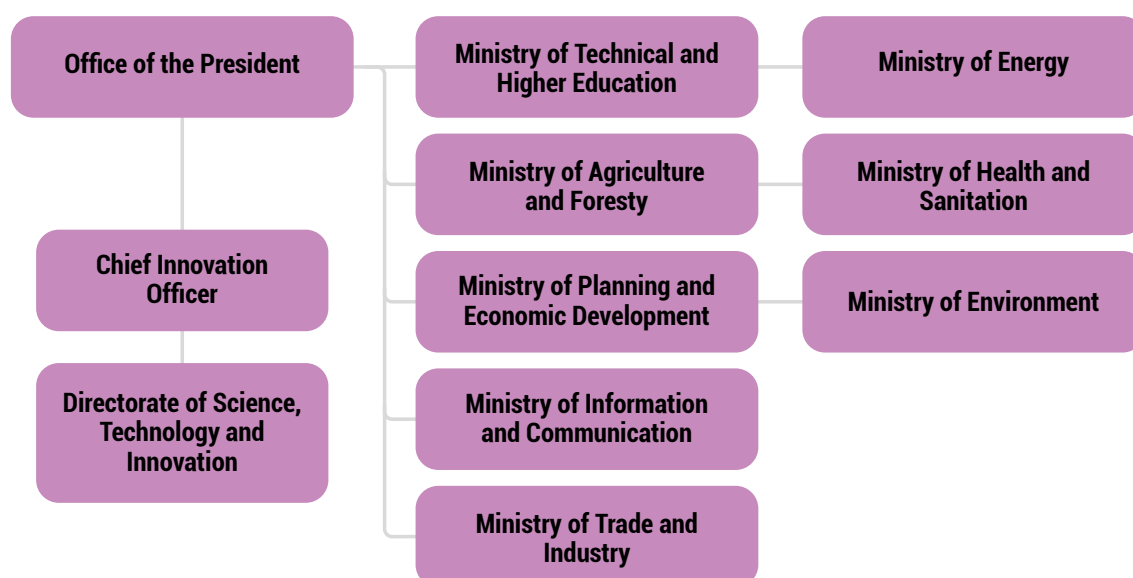 Office of the President
Ministry of Technical and
Higher Education
Ministry of Energy
Ministry of Agriculture
and Foresty
Ministry of Health and
Sanitation
Chief Innovation
Officer
Ministry of Planning and
Economic Development
Ministry of Environment
Directorate of Science,
Technology and
Innovation
Ministry of Information
and Communication
Ministry of Trade and
Industry